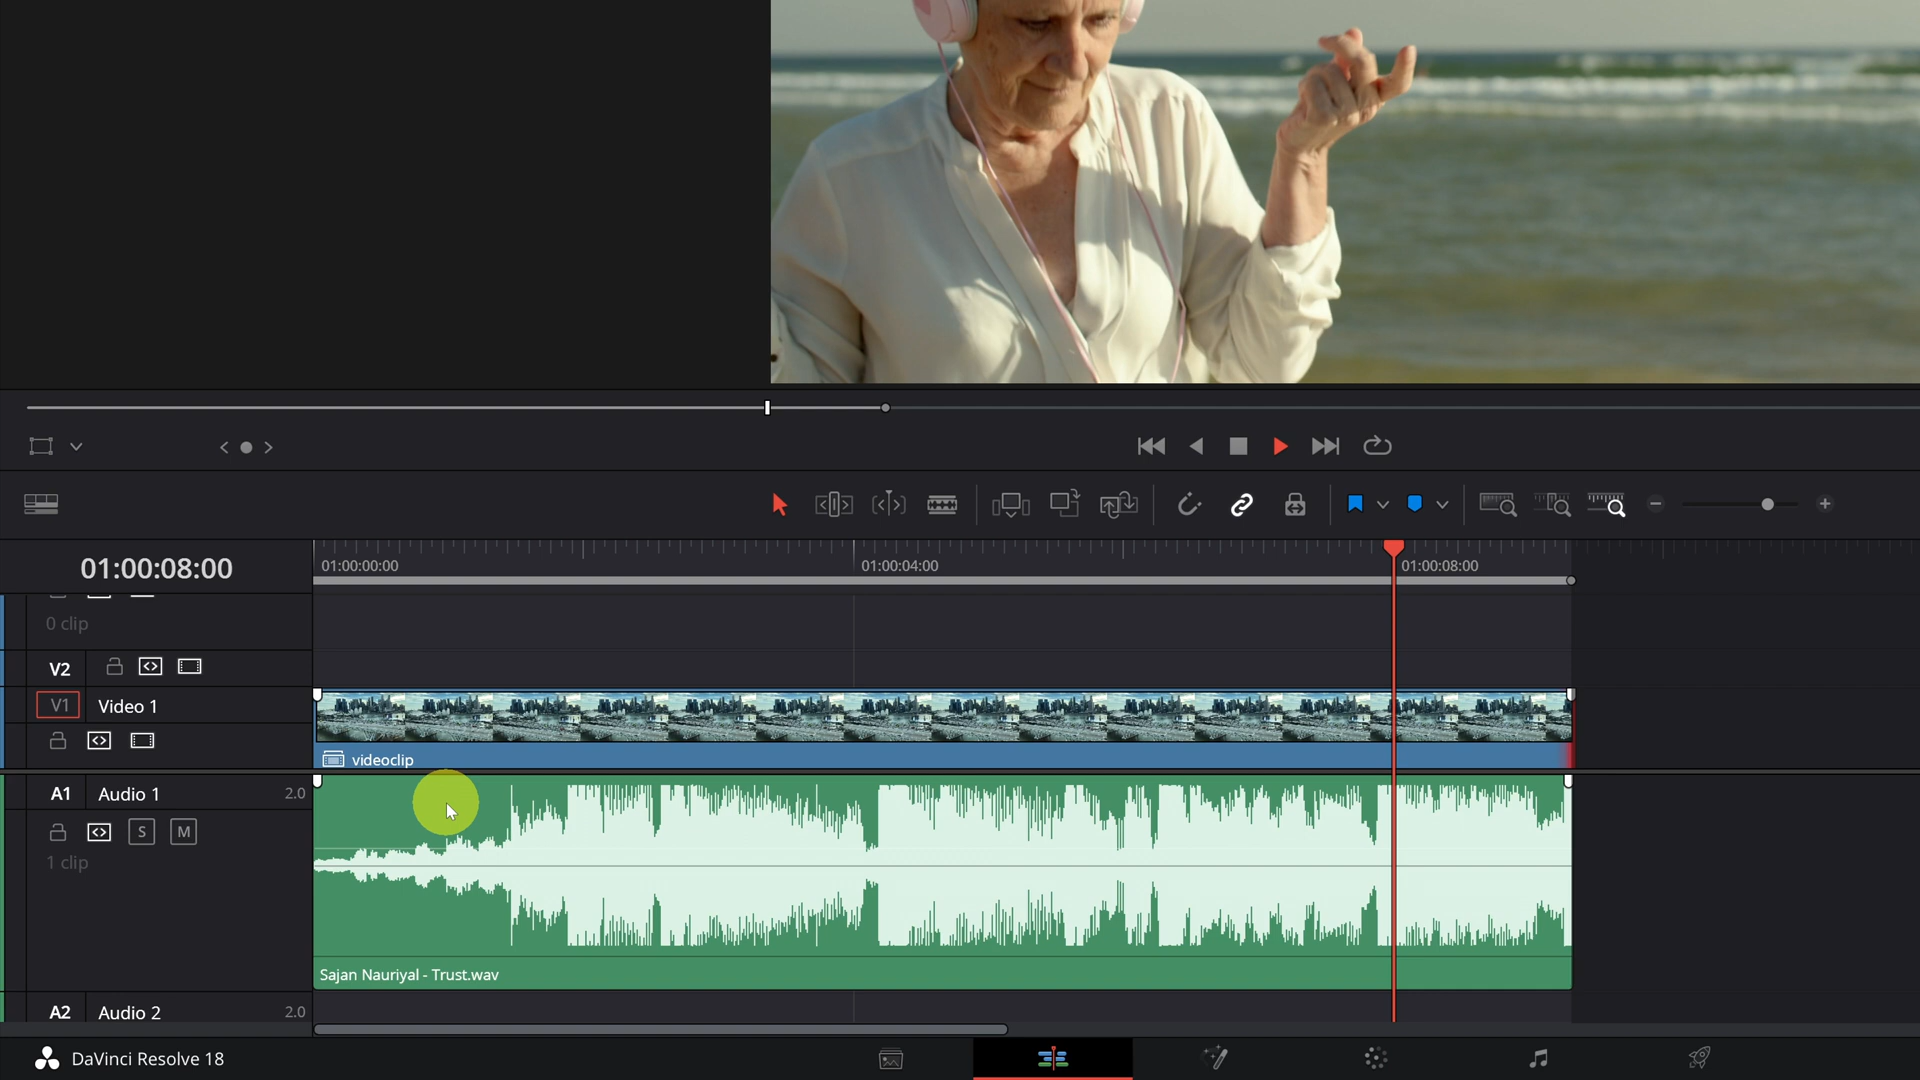 01:00:08:00
01:00:00:00
01:00:04:00
01:00:08:00
0 clip
V2
V1 Video 1
videoclip
A1 Audio 1 2.0
S M
1 clip
Sajan Nauriyal - Trust.wav
A2 Audio 2 2.0
DaVinci Resolve 18